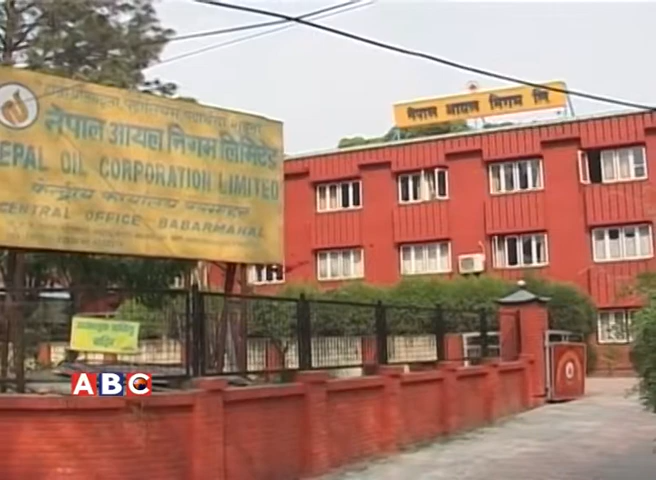 नेपाल आयल निगम लि
नेपाल आयल निगम लिमिटेड
EPAL OIL CORPORATION LIMITED
केन्द्रीय कार्यालय बबरमहल
CENTRAL OFFICE BABARMAHAL
ABC